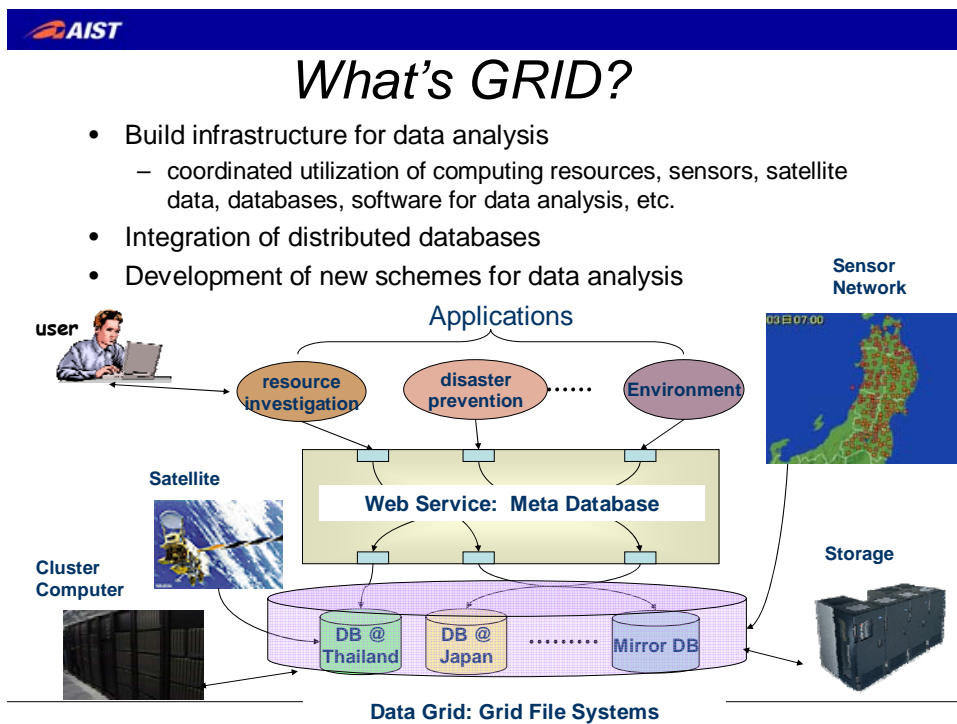 AIST
What's GRID?
• Build infrastructure for data analysis
– coordinated utilization of computing resources, sensors, satellite
data, databases, software for data analysis, etc.
• Integration of distributed databases
• Development of new schemes for data analysis
Sensor
Network
03日07:00
Applications
user
resource
investigation
disaster
prevention
......
Environment
Satellite
Web Service: Meta Database
Cluster
Computer
Storage
DB @
Thailand
DB @
Japan
.........
Mirror DB
Data Grid: Grid File Systems